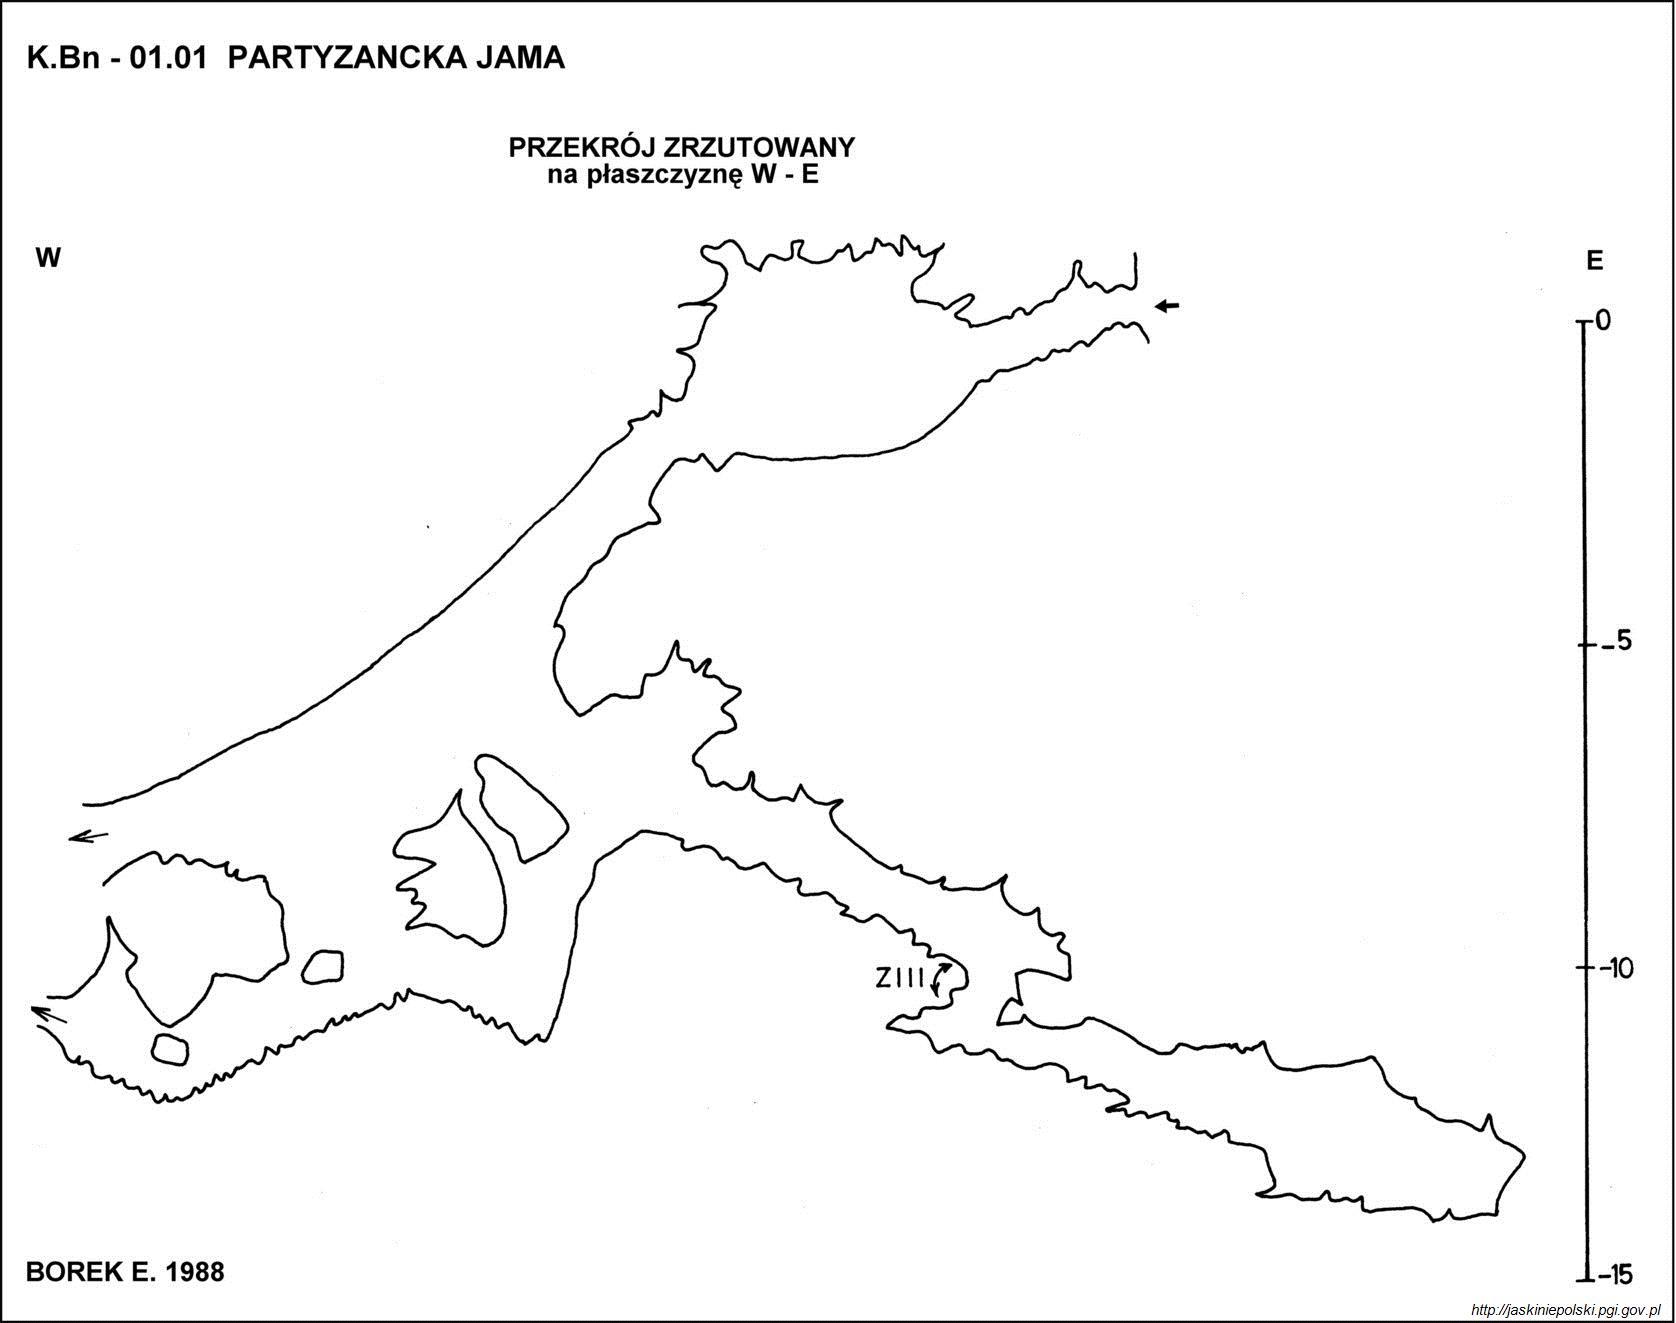 K.Bn - 01.01 PARTYZANCKA JAMA
PRZEKRÓJ ZRZUTOWANY
na płaszczyznę W - E
W
E
0
-5
-10
ZIII
-15
BOREK E. 1988
http://jaskiniepolski.pgi.gov.pl